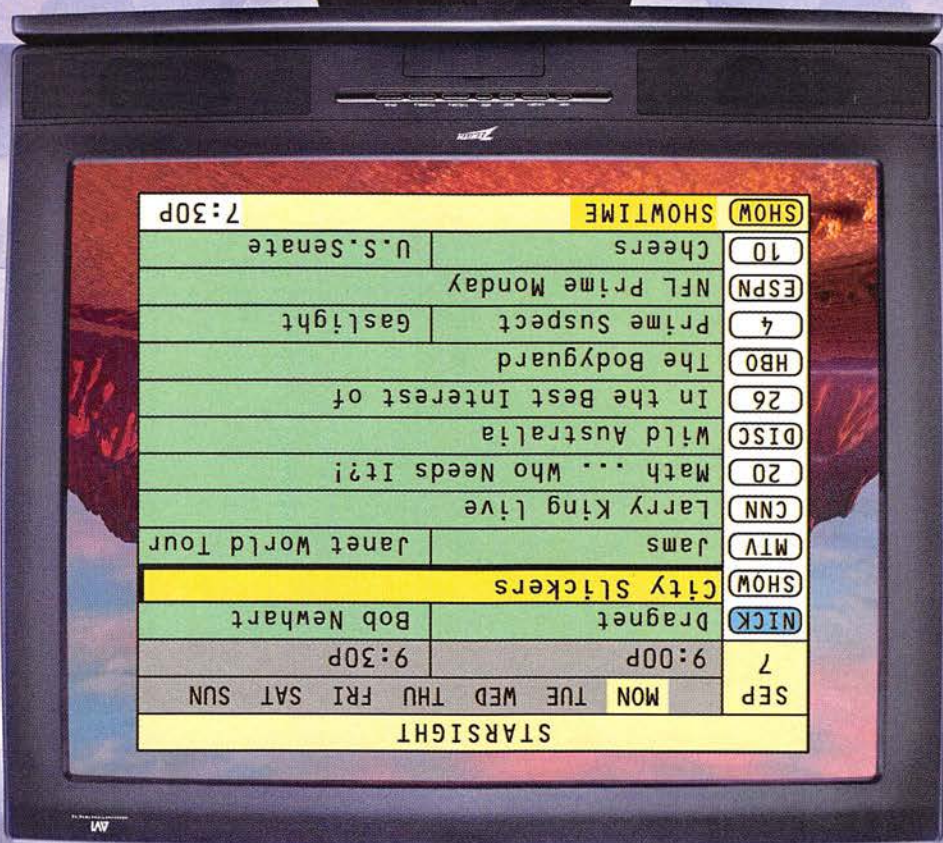 AVI
STARSIGHT
SEP 7 MON TUE WED THU FRI SAT SUN
9:00P 9:30P
NICK Dragnet Bob Newhart
SHOW City Slickers
MTV Jams Janet World Tour
CNN Larry King Live
20 Math ... Who Needs It?!
DISC Wild Australia
26 In the Best Interest of
HBO The Bodyguard
4 Prime Suspect Gaslight
ESPN NFL Prime Monday
10 Cheers U.S.Senate
SHOW SHOWTIME 7:30P
ZENITH